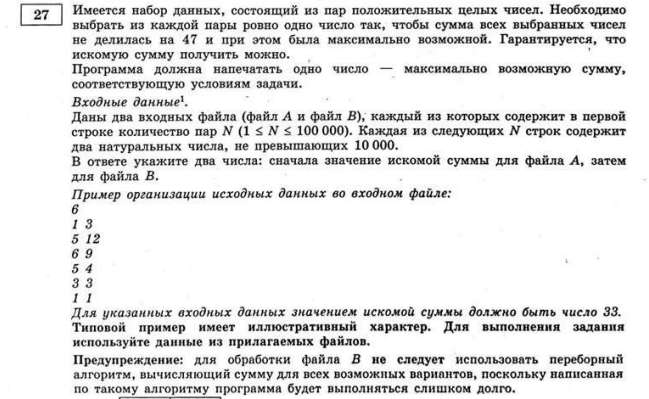 27
Имеется набор данных, состоящий из пар положительных целых чисел. Необходимо
выбрать из каждой пары ровно одно число так, чтобы сумма всех выбранных чисел
не делилась на 47 и при этом была максимально возможной. Гарантируется, что
искомую сумму получить можно.
Программа должна напечатать одно число — максимально возможную сумму,
соответствующую условиям задачи.
Входные данные¹.
Даны два входных файла (файл A и файл B), каждый из которых содержит в первой
строке количество пар N (1 ≤ N ≤ 100 000). Каждая из следующих N строк содержит
два натуральных числа, не превышающих 10 000.
В ответе укажите два числа: сначала значение искомой суммы для файла A, затем
для файла B.
Пример организации исходных данных во входном файле:
6
1 3
5 12
6 9
5 4
3 3
1 1
Для указанных входных данных значением искомой суммы должно быть число 33.
Типовой пример имеет иллюстративный характер. Для выполнения задания
используйте данные из прилагаемых файлов.
Предупреждение: для обработки файла B не следует использовать переборный
алгоритм, вычисляющий сумму для всех возможных вариантов, поскольку написанная
по такому алгоритму программа будет выполняться слишком долго.